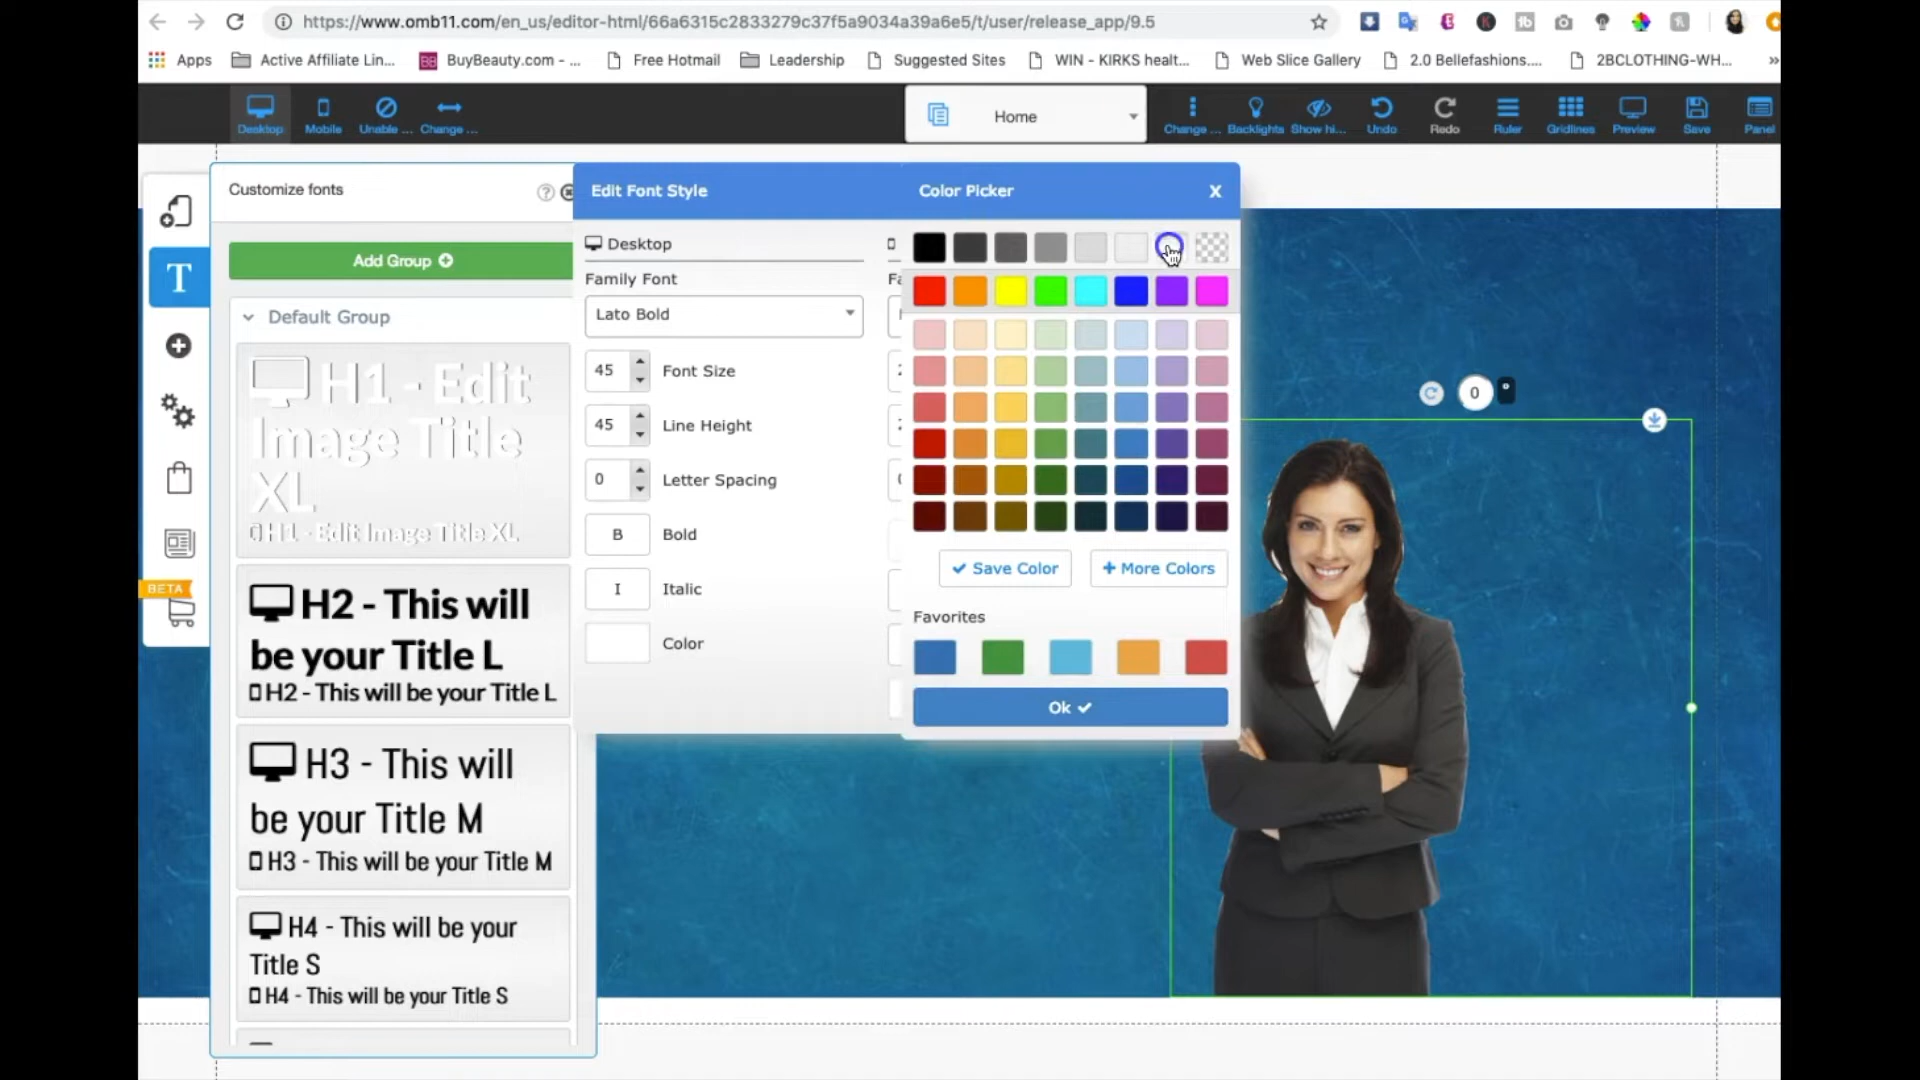 https://www.omb11.com/en_us/editor-html/66a6315c2833279c37f5a9034a39a6e5/t/user/release_app/9.5
Apps
Active Affiliate Lin...
BB BuyBeauty.com - ...
Free Hotmail
Leadership
Suggested Sites
WIN - KIRKS healt...
Web Slice Gallery
2.0 Bellefashions....
2BCLOTHING-WH...
»
Desktop
Mobile
Unable ...
Change ...
Home
Change ...
Backlights
Show hi...
Undo
Redo
Ruler
Gridlines
Preview
Save
Panel
Customize fonts
Add Group
Default Group
H1 - Edit
Image Title
XL
H1 - Edit Image Title XL
H2 - This will
be your Title L
H2 - This will be your Title L
H3 - This will
be your Title M
H3 - This will be your Title M
H4 - This will be your
Title S
H4 - This will be your Title S
T
BETA
Edit Font Style
Desktop
Family Font
Lato Bold
45 Font Size
45 Line Height
0 Letter Spacing
B Bold
I Italic
Color
Color Picker
X
Save Color
+ More Colors
Favorites
Ok
0 °